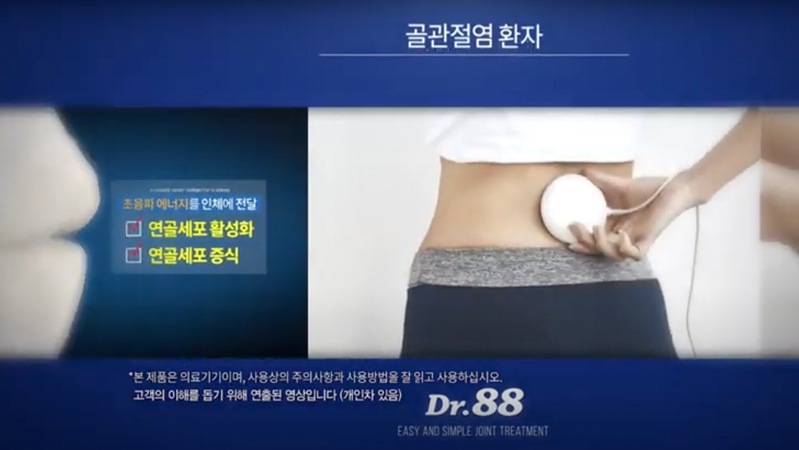 골관절염 환자
초음파 에너지를 인체에 전달
연골세포 활성화
연골세포 증식
*본 제품은 의료기기이며, 사용상의 주의사항과 사용방법을 잘 읽고 사용하십시오.
고객의 이해를 돕기 위해 연출된 영상입니다 (개인차 있음)
Dr.88
EASY AND SIMPLE JOINT TREATMENT